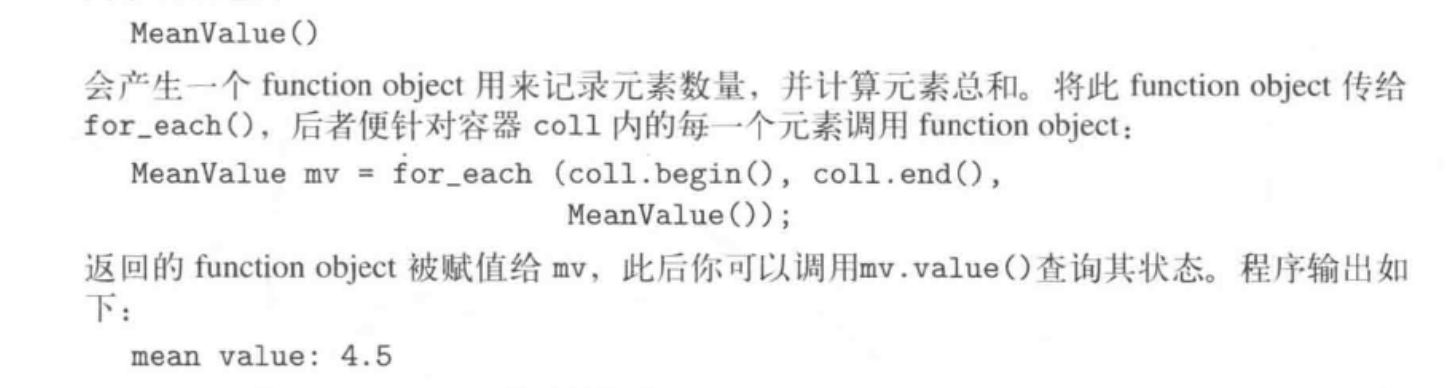 MeanValue()
会产生一个 function object 用来记录元素数量，并计算元素总和。将此 function object 传给
for_each()，后者便针对容器 coll 内的每一个元素调用 function object：
MeanValue mv = for_each (coll.begin(), coll.end(),
MeanValue());
返回的 function object 被赋值给 mv，此后你可以调用mv.value()查询其状态。程序输出如
下：
mean value: 4.5